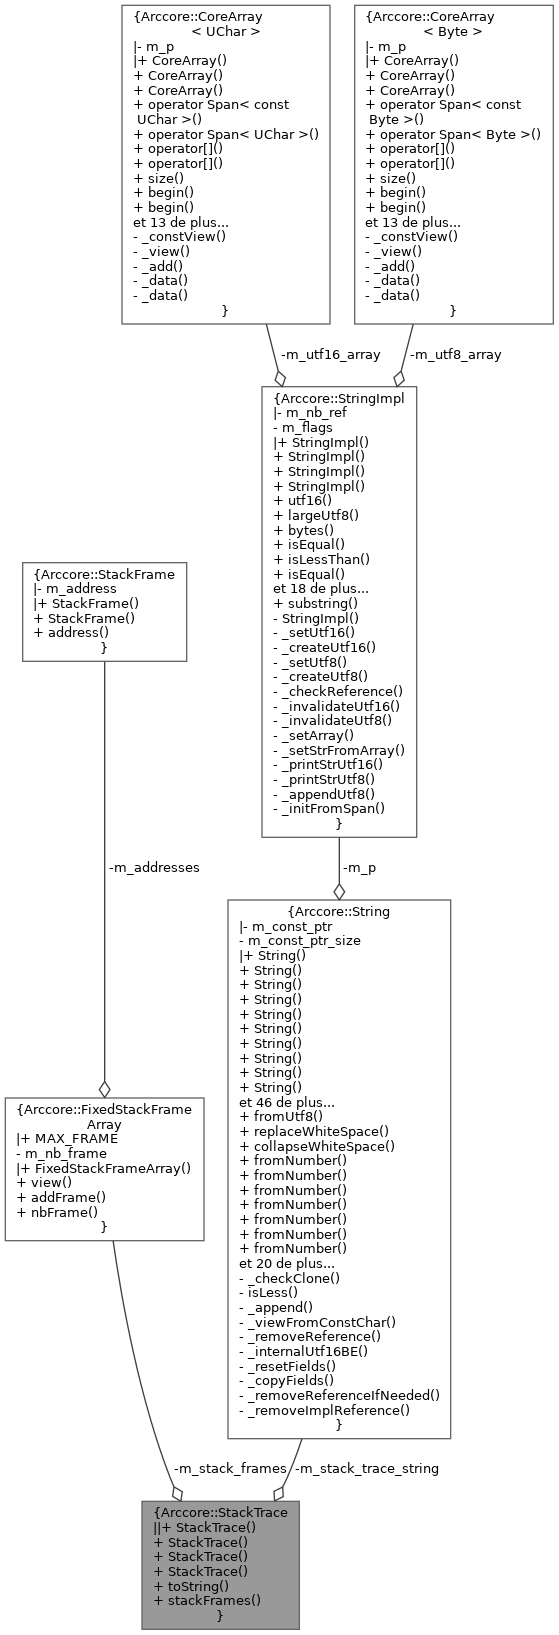 {Arccore::CoreArray
< UChar >
|- m_p
|+ CoreArray()
+ CoreArray()
+ CoreArray()
+ operator Span< const
UChar >()
+ operator Span< UChar >()
+ operator[]()
+ operator[]()
+ size()
+ begin()
+ begin()
et 13 de plus...
- _constView()
- _view()
- _add()
- _data()
- _data()
}
{Arccore::CoreArray
< Byte >
|- m_p
|+ CoreArray()
+ CoreArray()
+ CoreArray()
+ operator Span< const
Byte >()
+ operator Span< Byte >()
+ operator[]()
+ operator[]()
+ size()
+ begin()
+ begin()
et 13 de plus...
- _constView()
- _view()
- _add()
- _data()
- _data()
}
-m_utf16_array
-m_utf8_array
{Arccore::StringImpl
|- m_nb_ref
- m_flags
|+ StringImpl()
+ StringImpl()
+ StringImpl()
+ StringImpl()
+ utf16()
+ largeUtf8()
+ bytes()
+ isEqual()
+ isLessThan()
+ isEqual()
et 18 de plus...
+ substring()
- StringImpl()
- _setUtf16()
- _createUtf16()
- _setUtf8()
- _createUtf8()
- _checkReference()
- _invalidateUtf16()
- _invalidateUtf8()
- _setArray()
- _setStrFromArray()
- _printStrUtf16()
- _printStrUtf8()
- _appendUtf8()
- _initFromSpan()
}
{Arccore::StackFrame
|- m_address
|+ StackFrame()
+ StackFrame()
+ address()
}
-m_addresses
-m_p
{Arccore::String
|- m_const_ptr
- m_const_ptr_size
|+ String()
+ String()
+ String()
+ String()
+ String()
+ String()
+ String()
+ String()
+ String()
+ String()
et 46 de plus...
+ fromUtf8()
+ replaceWhiteSpace()
+ collapseWhiteSpace()
+ fromNumber()
+ fromNumber()
+ fromNumber()
+ fromNumber()
+ fromNumber()
+ fromNumber()
+ fromNumber()
et 20 de plus...
- _checkClone()
- isLess()
- _append()
- _viewFromConstChar()
- _removeReference()
- _internalUtf16BE()
- _resetFields()
- _copyFields()
- _removeReferenceIfNeeded()
- _removeImplReference()
}
{Arccore::FixedStackFrame
Array
|+ MAX_FRAME
- m_nb_frame
|+ FixedStackFrameArray()
+ view()
+ addFrame()
+ nbFrame()
}
-m_stack_frames
-m_stack_trace_string
{Arccore::StackTrace
||+ StackTrace()
+ StackTrace()
+ StackTrace()
+ StackTrace()
+ toString()
+ stackFrames()
}